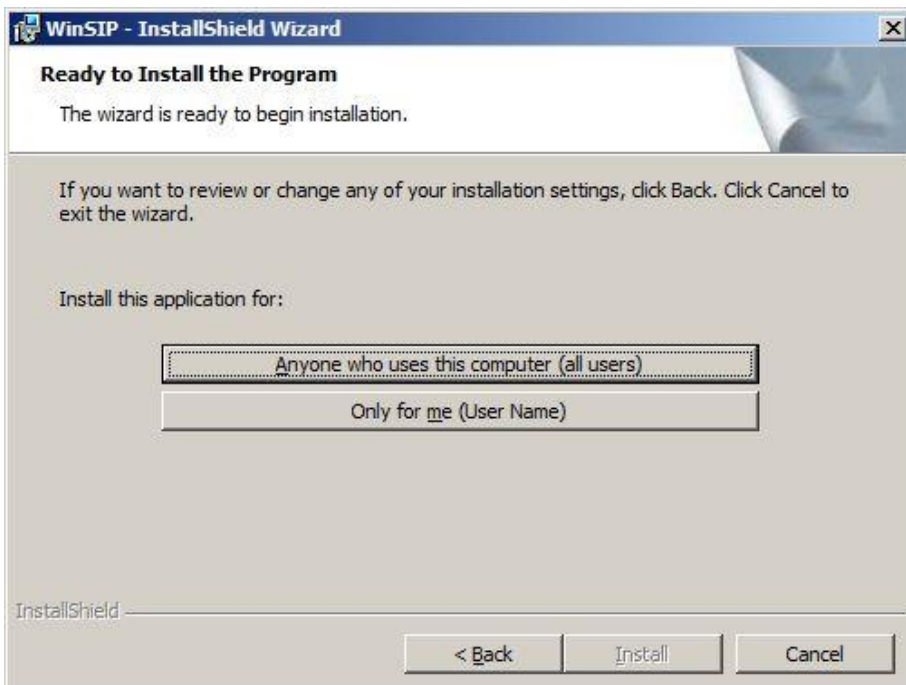 WinSIP - InstallShield Wizard
Ready to Install the Program
The wizard is ready to begin installation.
If you want to review or change any of your installation settings, click Back. Click Cancel to
exit the wizard.
Install this application for:
Anyone who uses this computer (all users)
Only for me (User Name)
InstallShield
< Back
Install
Cancel